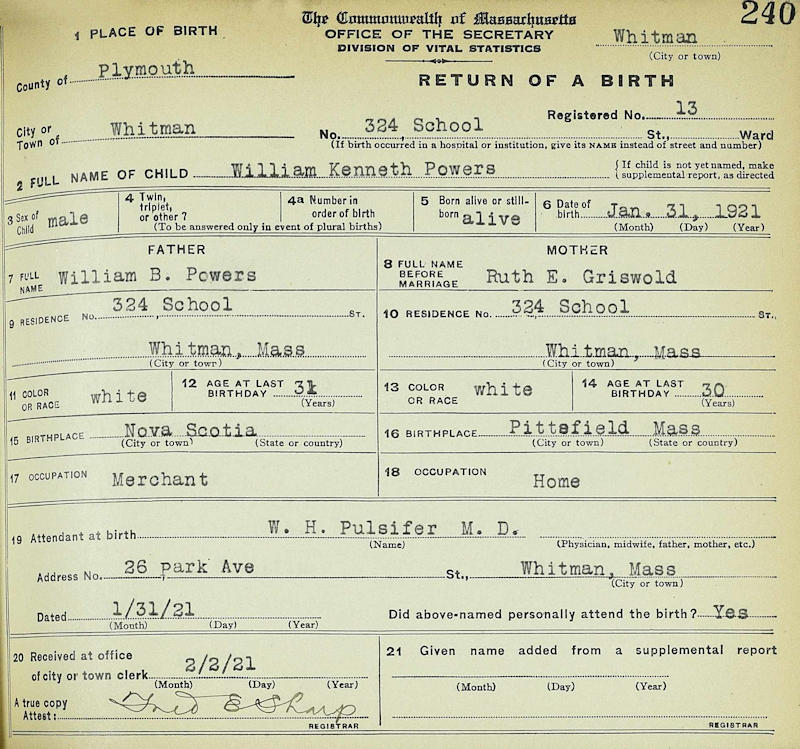 240
The Commonwealth of Massachusetts
OFFICE OF THE SECRETARY
DIVISION OF VITAL STATISTICS
Whitman
(City or town)
1 PLACE OF BIRTH
RETURN OF A BIRTH
County of Plymouth
Registered No. 13
City or Town of Whitman
No. 324 School St., Ward
(If birth occurred in a hospital or institution, give its NAME instead of street and number)
2 FULL NAME OF CHILD William Kenneth Powers
{ If child is not yet named, make
{ supplemental report, as directed
3 Sex of Child male
4 Twin, triplet, or other?
4a Number in order of birth
(To be answered only in event of plural births)
5 Born alive or still-born alive
6 Date of birth Jan. 31, 1921
(Month) (Day) (Year)
FATHER
MOTHER
7 FULL NAME William B. Powers
8 FULL NAME BEFORE MARRIAGE Ruth E. Griswold
9 RESIDENCE No. 324 School ST.
10 RESIDENCE No. 324 School ST.,
Whitman, Mass
(City or town)
Whitman, Mass
(City or town)
11 COLOR OR RACE white
12 AGE AT LAST BIRTHDAY 31
(Years)
13 COLOR OR RACE white
14 AGE AT LAST BIRTHDAY 30
(Years)
15 BIRTHPLACE Nova Scotia
(City or town) (State or country)
16 BIRTHPLACE Pittsfield Mass
(City or town) (State or country)
17 OCCUPATION Merchant
18 OCCUPATION Home
19 Attendant at birth W. H. Pulsifer M. D.
(Name) (Physician, midwife, father, mother, etc.)
Address No. 26 park Ave St., Whitman, Mass
(City or town)
Dated 1/31/21
(Month) (Day) (Year)
Did above-named personally attend the birth? Yes
20 Received at office of city or town clerk 2/2/21
(Month) (Day) (Year)
21 Given name added from a supplemental report
(Month) (Day) (Year)
A true copy
Attest: Fred E Sharp
REGISTRAR
REGISTRAR